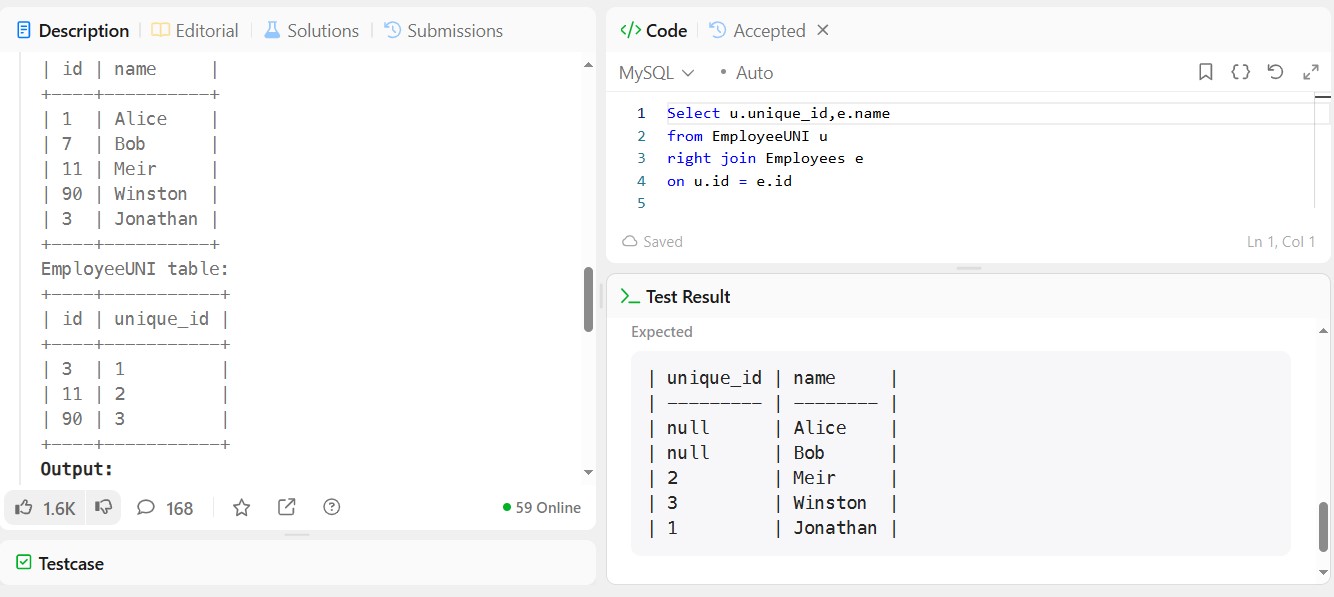 Description Editorial Solutions Submissions
| id | name     |
+----+----------+
| 1  | Alice    |
| 7  | Bob      |
| 11 | Meir     |
| 90 | Winston  |
| 3  | Jonathan |
+----+----------+
EmployeeUNI table:
+----+-----------+
| id | unique_id |
+----+-----------+
| 3  | 1         |
| 11 | 2         |
| 90 | 3         |
+----+-----------+
Output:
1.6K 168 59 Online
Testcase
</> Code Accepted
MySQL • Auto
1 Select u.unique_id,e.name
2 from EmployeeUNI u
3 right join Employees e
4 on u.id = e.id
5
Saved Ln 1, Col 1
Test Result
Expected
| unique_id | name     |
| --------- | -------- |
| null      | Alice    |
| null      | Bob      |
| 2         | Meir     |
| 3         | Winston  |
| 1         | Jonathan |